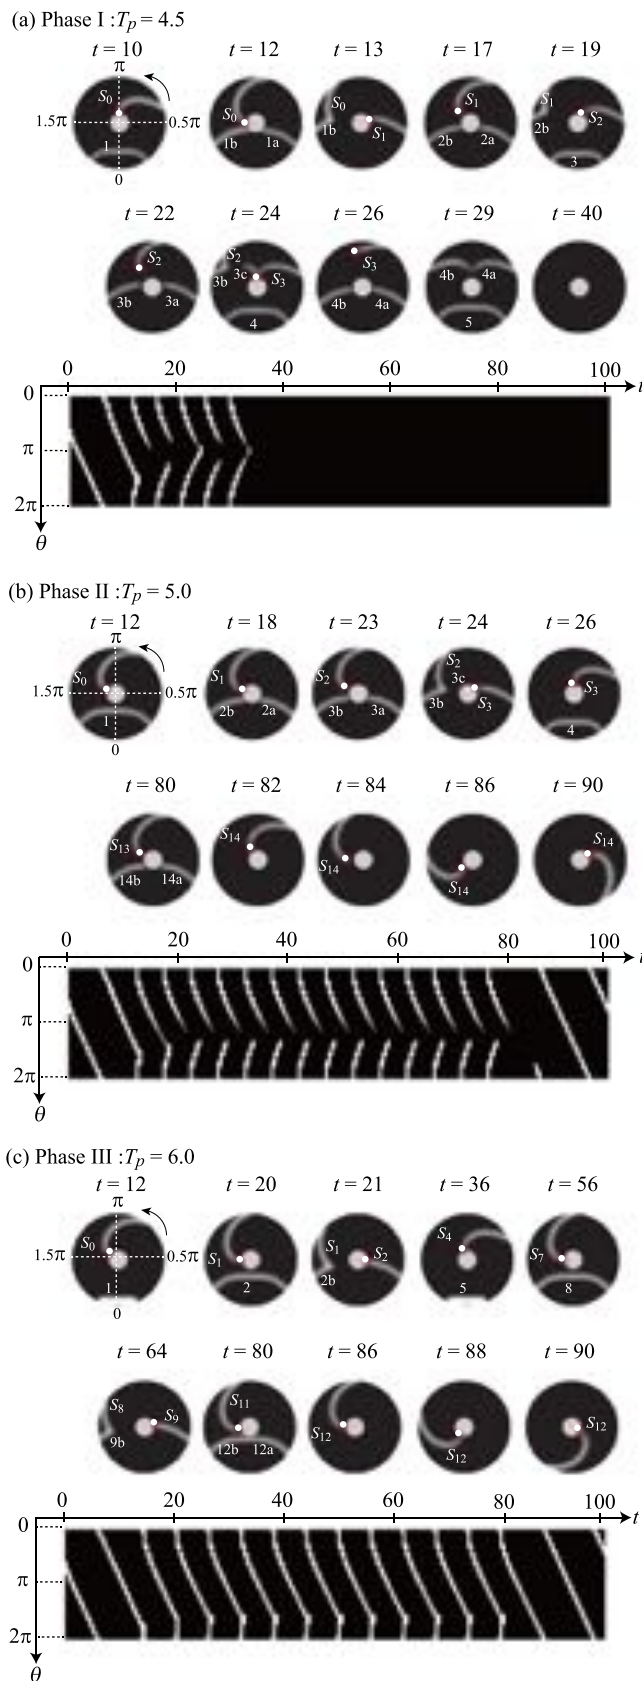 (a) Phase I :Tp = 4.5
t = 10 t = 12 t = 13 t = 17 t = 19
π
S0 S0 S0 S1 S1
1.5π 0.5π 1b 1a 1b S1 2b 2a 2b S2
1 3
0
t = 22 t = 24 t = 26 t = 29 t = 40
S2 S2 S3 S3
3b 3a 3b 3c 4b 4a 4b 4a
4 5
0 20 40 60 80 100 t
0
π
2π
θ
(b) Phase II :Tp = 5.0
t = 12 t = 18 t = 23 t = 24 t = 26
π
S0 S1 S2 S2 S3
1.5π 0.5π 2b 2a 3b 3a 3b 3c S3
1 4
0
t = 80 t = 82 t = 84 t = 86 t = 90
S13 S14 S14 S14 S14
14b 14a
0 20 40 60 80 100 t
0
π
2π
θ
(c) Phase III :Tp = 6.0
t = 12 t = 20 t = 21 t = 36 t = 56
π
S0 S1 S1 S2 S4 S7
1.5π 0.5π
1 2 2b 5 8
0
t = 64 t = 80 t = 86 t = 88 t = 90
S8 S9 S11 S12 S12 S12
9b 12b 12a
0 20 40 60 80 100 t
0
π
2π
θ